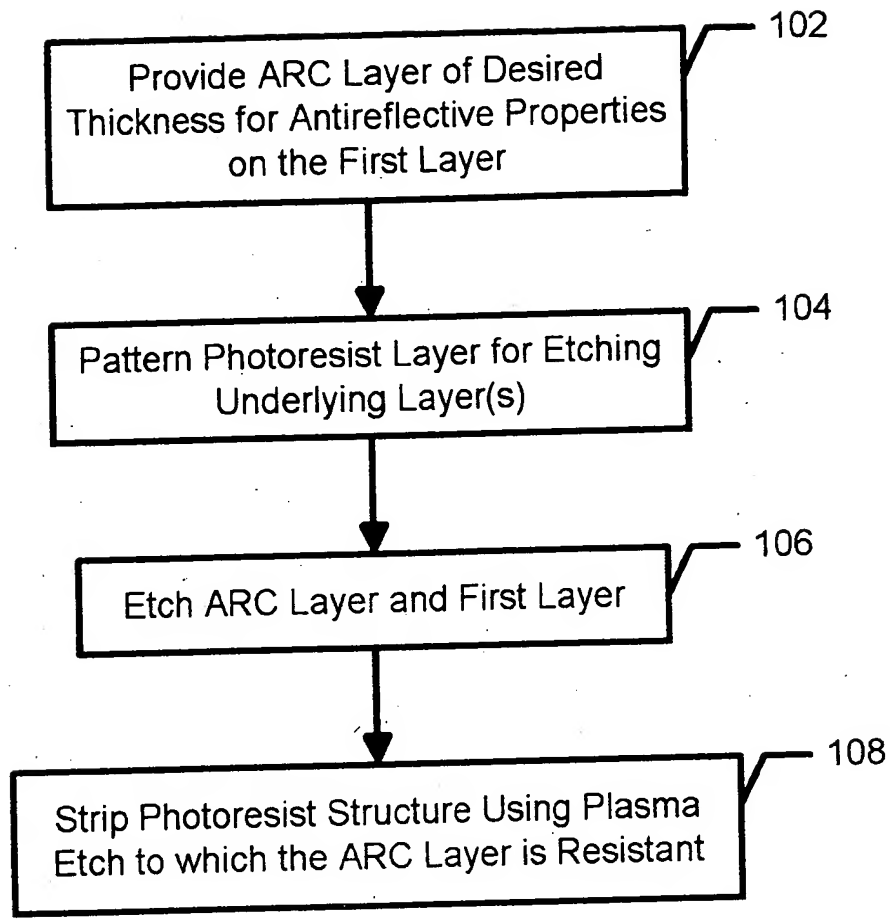 102
Provide ARC Layer of Desired
Thickness for Antireflective Properties
on the First Layer
104
Pattern Photoresist Layer for Etching
Underlying Layer(s)
106
Etch ARC Layer and First Layer
108
Strip Photoresist Structure Using Plasma
Etch to which the ARC Layer is Resistant